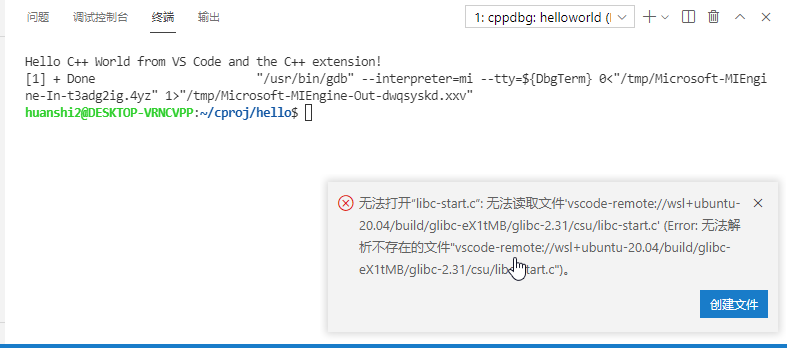 问题 调试控制台 终端 输出 1: cppdbg: helloworld (
Hello C++ World from VS Code and the C++ extension!
[1] + Done "/usr/bin/gdb" --interpreter=mi --tty=${DbgTerm} 0<"/tmp/Microsoft-MIEngi
ne-In-t3adg2ig.4yz" 1>"/tmp/Microsoft-MIEngine-Out-dwqsyskd.xxv"
huanshi2@DESKTOP-VRNCVPP:~/cproj/hello$
无法打开"libc-start.c": 无法读取文件'vscode-remote://wsl+ubuntu-
20.04/build/glibc-eX1tMB/glibc-2.31/csu/libc-start.c' (Error: 无法解
析不存在的文件"vscode-remote://wsl+ubuntu-20.04/build/glibc-
eX1tMB/glibc-2.31/csu/libc-start.c")。
创建文件